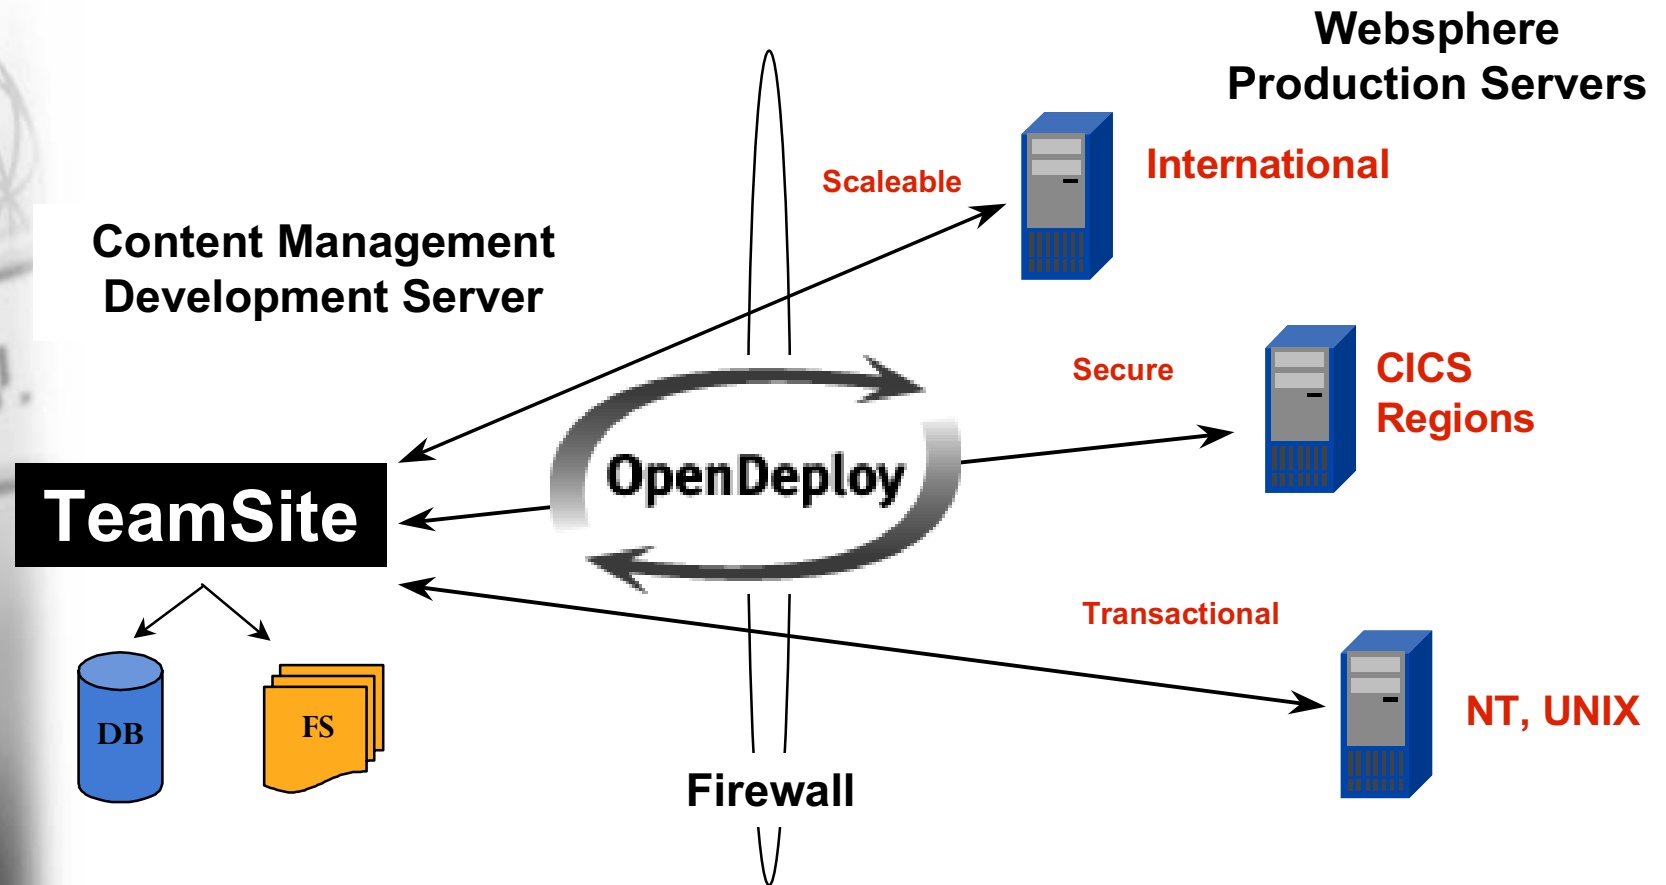 Websphere
Production Servers
International
Scaleable
Content Management
Development Server
Secure
CICS
Regions
OpenDeploy
TeamSite
Transactional
DB
FS
NT, UNIX
Firewall